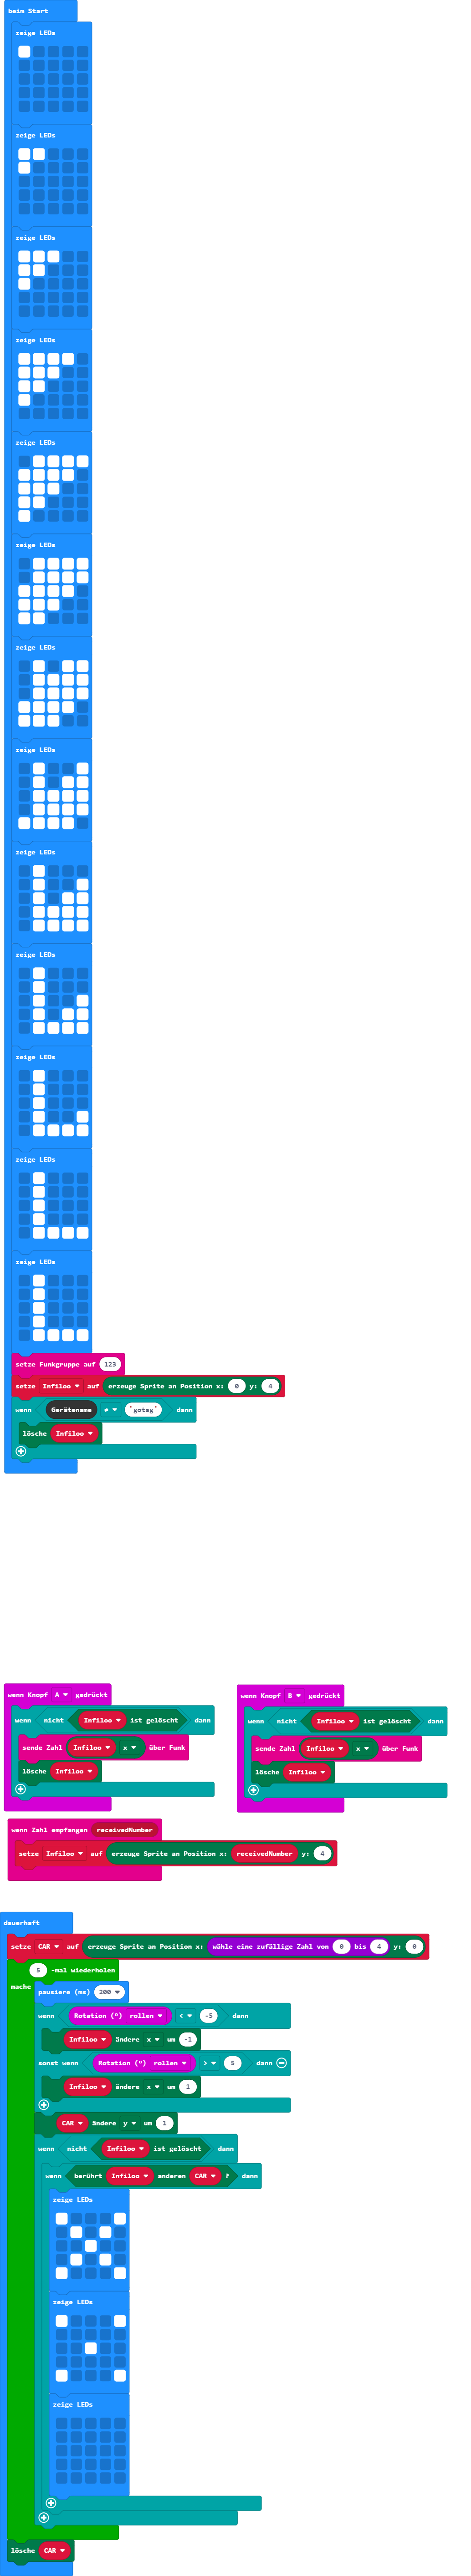 beim Start
zeige LEDs
zeige LEDs
zeige LEDs
zeige LEDs
zeige LEDs
zeige LEDs
zeige LEDs
zeige LEDs
zeige LEDs
zeige LEDs
zeige LEDs
zeige LEDs
zeige LEDs
setze Funkgruppe auf 123
setze Infiloo auf erzeuge Sprite an Position x: 0 y: 4
wenn Gerätename ≠ "gotag" dann
lösche Infiloo
wenn Knopf A gedrückt
wenn nicht Infiloo ist gelöscht dann
sende Zahl Infiloo x über Funk
lösche Infiloo
wenn Knopf B gedrückt
wenn nicht Infiloo ist gelöscht dann
sende Zahl Infiloo x über Funk
lösche Infiloo
wenn Zahl empfangen receivedNumber
setze Infiloo auf erzeuge Sprite an Position x: receivedNumber y: 4
dauerhaft
setze CAR auf erzeuge Sprite an Position x: wähle eine zufällige Zahl von 0 bis 4 y: 0
5 -mal wiederholen
mache
pausiere (ms) 200
wenn Rotation (°) rollen < -5 dann
Infiloo ändere x um -1
sonst wenn Rotation (°) rollen > 5 dann
Infiloo ändere x um 1
CAR ändere y um 1
wenn nicht Infiloo ist gelöscht dann
wenn berührt Infiloo anderen CAR ? dann
zeige LEDs
zeige LEDs
zeige LEDs
lösche CAR